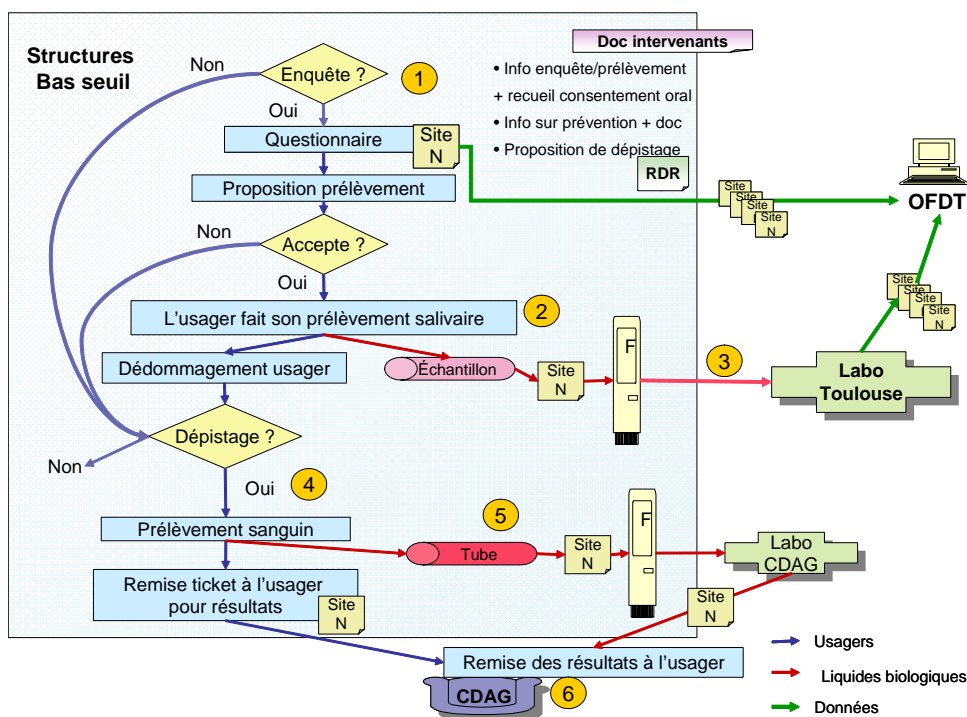 Structures
Bas seuil
Non
Enquête ?
1
Oui
Questionnaire
Site
N
Proposition prélèvement
Non
Accepte ?
Oui
L'usager fait son prélèvement salivaire
2
Dédommagement usager
Échantillon
Site
N
F
3
Labo
Toulouse
Dépistage ?
Non
Oui
4
Prélèvement sanguin
5
Tube
Site
N
F
Labo
CDAG
Remise ticket à l'usager
pour résultats
Site
N
Site
N
Remise des résultats à l'usager
CDAG
6
Doc intervenants
• Info enquête/prélèvement
+ recueil consentement oral
• Info sur prévention + doc
• Proposition de dépistage
RDR
Site
Site
Site
Site
N
OFDT
Site
Site
Site
Site
N
Usagers
Liquides biologiques
Données